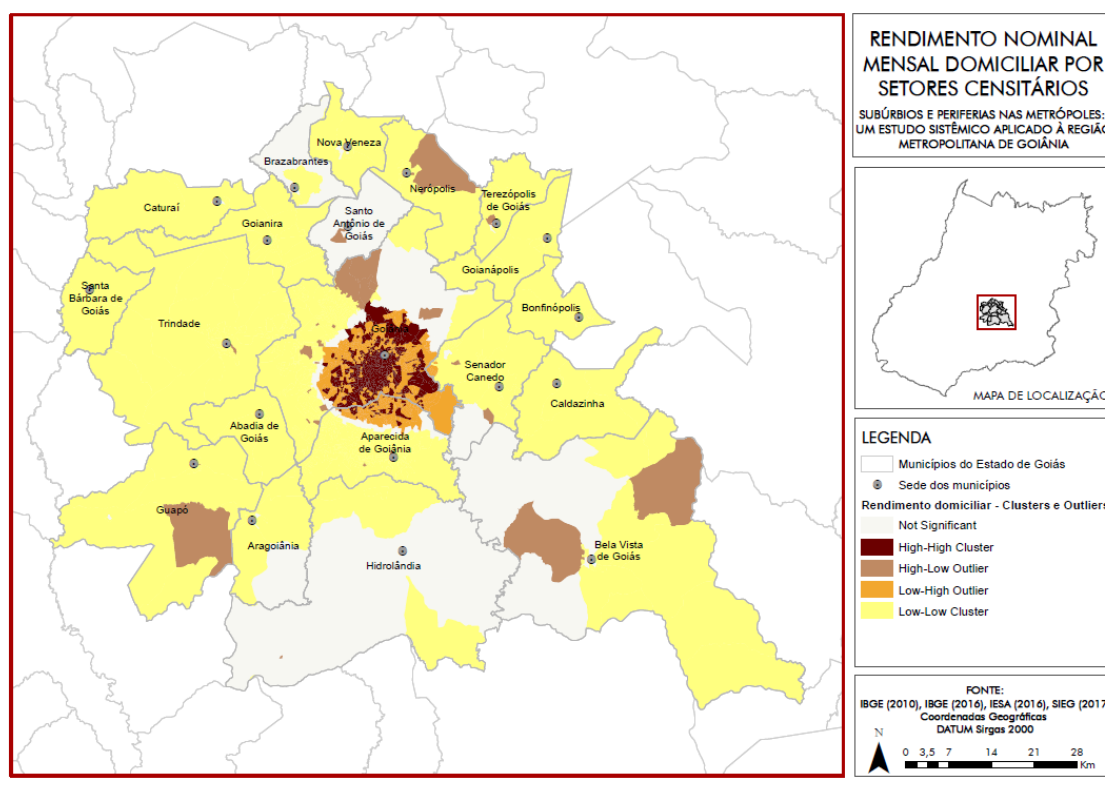 Nova Veneza
Brazabrantes
Nerópolis
Terezópolis
de Goiás
Caturaí
Goianira
Santo
Antônio de
Goiás
Goianápolis
Santa
Bárbara de
Goiás
Trindade
Bonfinópolis
Goiânia
Senador
Canedo
Caldazinha
Abadia de
Goiás
Aparecida
de Goiânia
Guapó
Aragoiânia
Hidrolândia
Bela Vista
de Goiás
RENDIMENTO NOMINAL
MENSAL DOMICILIAR POR
SETORES CENSITÁRIOS
SUBÚRBIOS E PERIFERIAS NAS METRÓPOLES:
UM ESTUDO SISTÊMICO APLICADO À REGIÃO
METROPOLITANA DE GOIÂNIA
MAPA DE LOCALIZAÇÃO
LEGENDA
Municípios do Estado de Goiás
Sede dos municípios
Rendimento domiciliar - Clusters e Outliers
Not Significant
High-High Cluster
High-Low Outlier
Low-High Outlier
Low-Low Cluster
FONTE:
IBGE (2010), IBGE (2016), IESA (2016), SIEG (2017
Coordenadas Geográficas
DATUM Sirgas 2000
N
0 3,5 7 14 21 28
Km